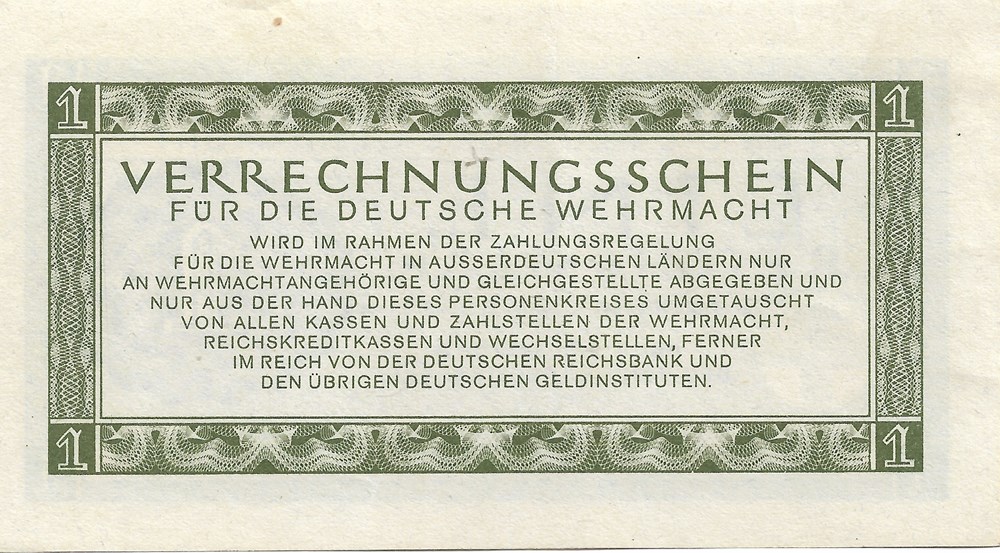 1 1
VERRECHNUNGSSCHEIN
FÜR DIE DEUTSCHE WEHRMACHT
WIRD IM RAHMEN DER ZAHLUNGSREGELUNG
FÜR DIE WEHRMACHT IN AUSSERDEUTSCHEN LÄNDERN NUR
AN WEHRMACHTANGEHÖRIGE UND GLEICHGESTELLTE ABGEGEBEN UND
NUR AUS DER HAND DIESES PERSONENKREISES UMGETAUSCHT
VON ALLEN KASSEN UND ZAHLSTELLEN DER WEHRMACHT,
REICHSKREDITKASSEN UND WECHSELSTELLEN, FERNER
IM REICH VON DER DEUTSCHEN REICHSBANK UND
DEN ÜBRIGEN DEUTSCHEN GELDINSTITUTEN.
1 1